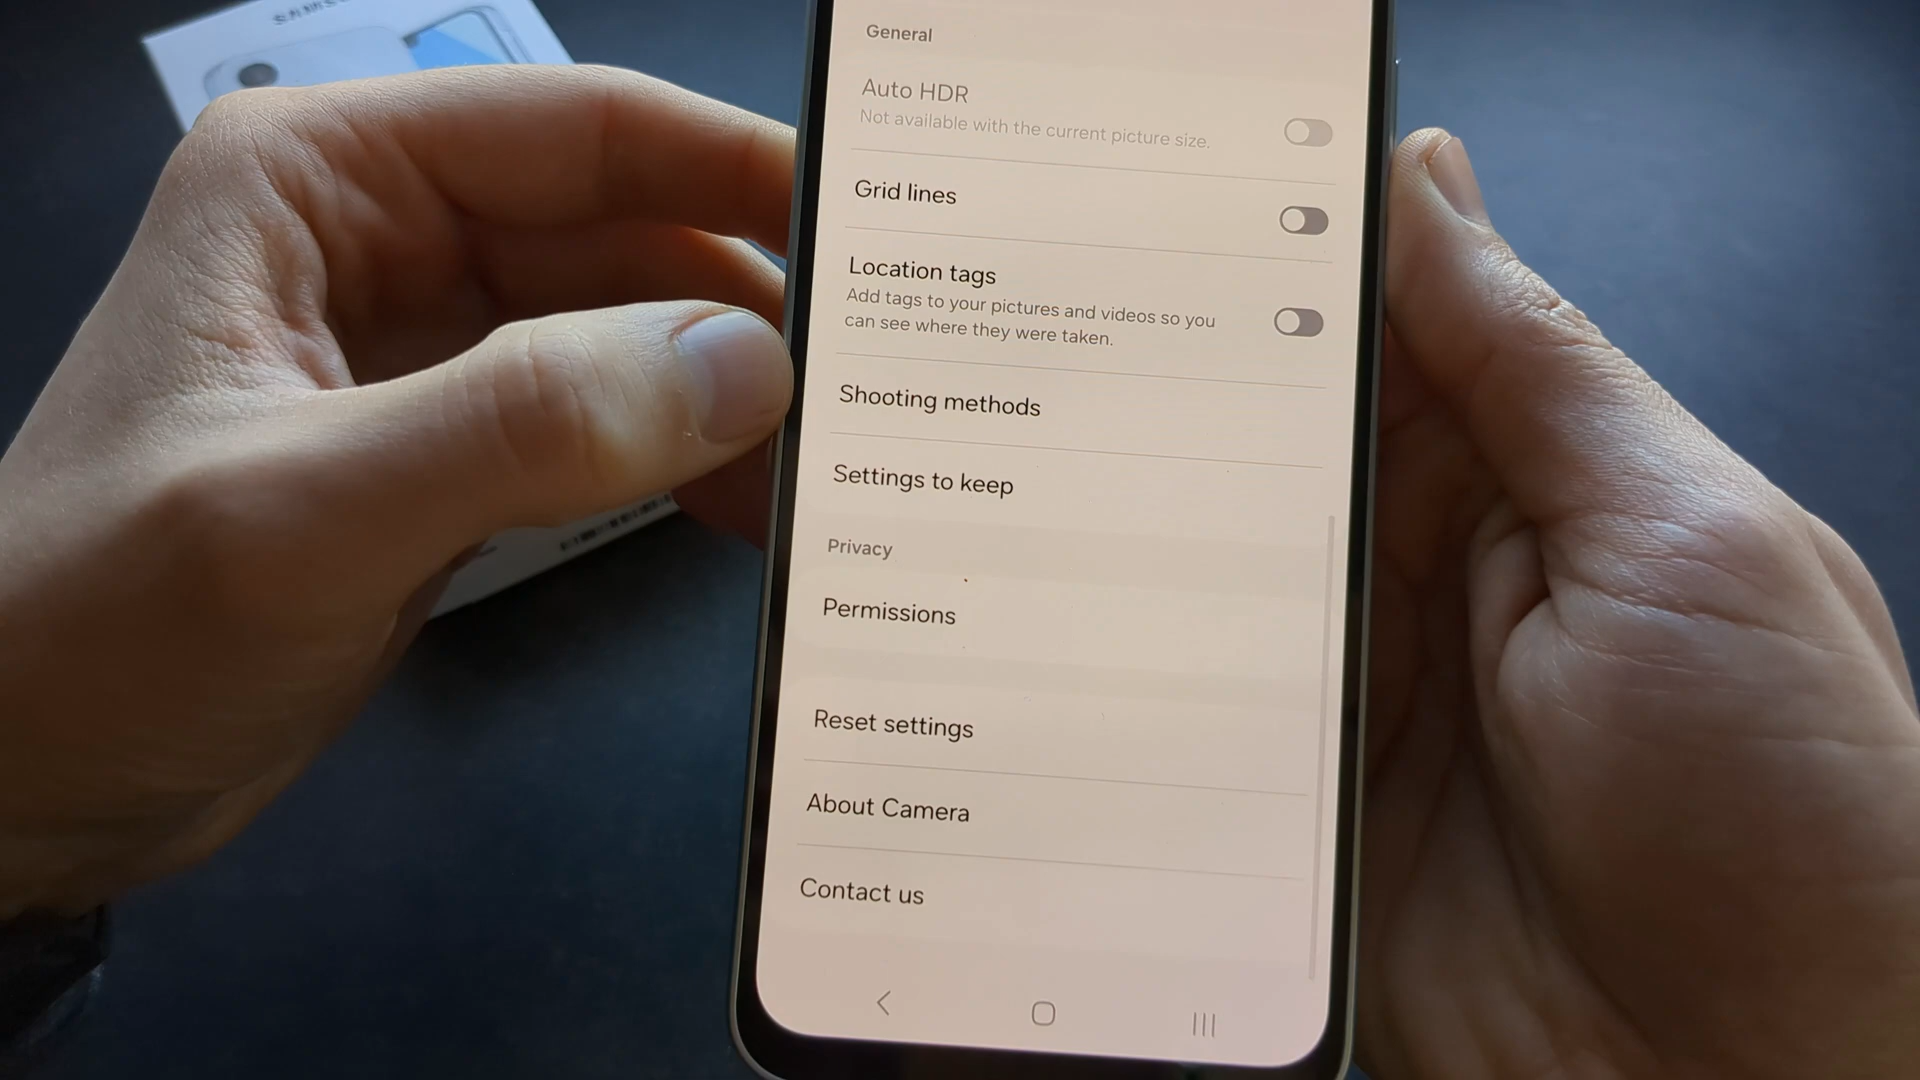 General
Auto HDR
Not available with the current picture size.
Grid lines
Location tags
Add tags to your pictures and videos so you
can see where they were taken.
Shooting methods
Settings to keep
Privacy
Permissions
Reset settings
About Camera
Contact us